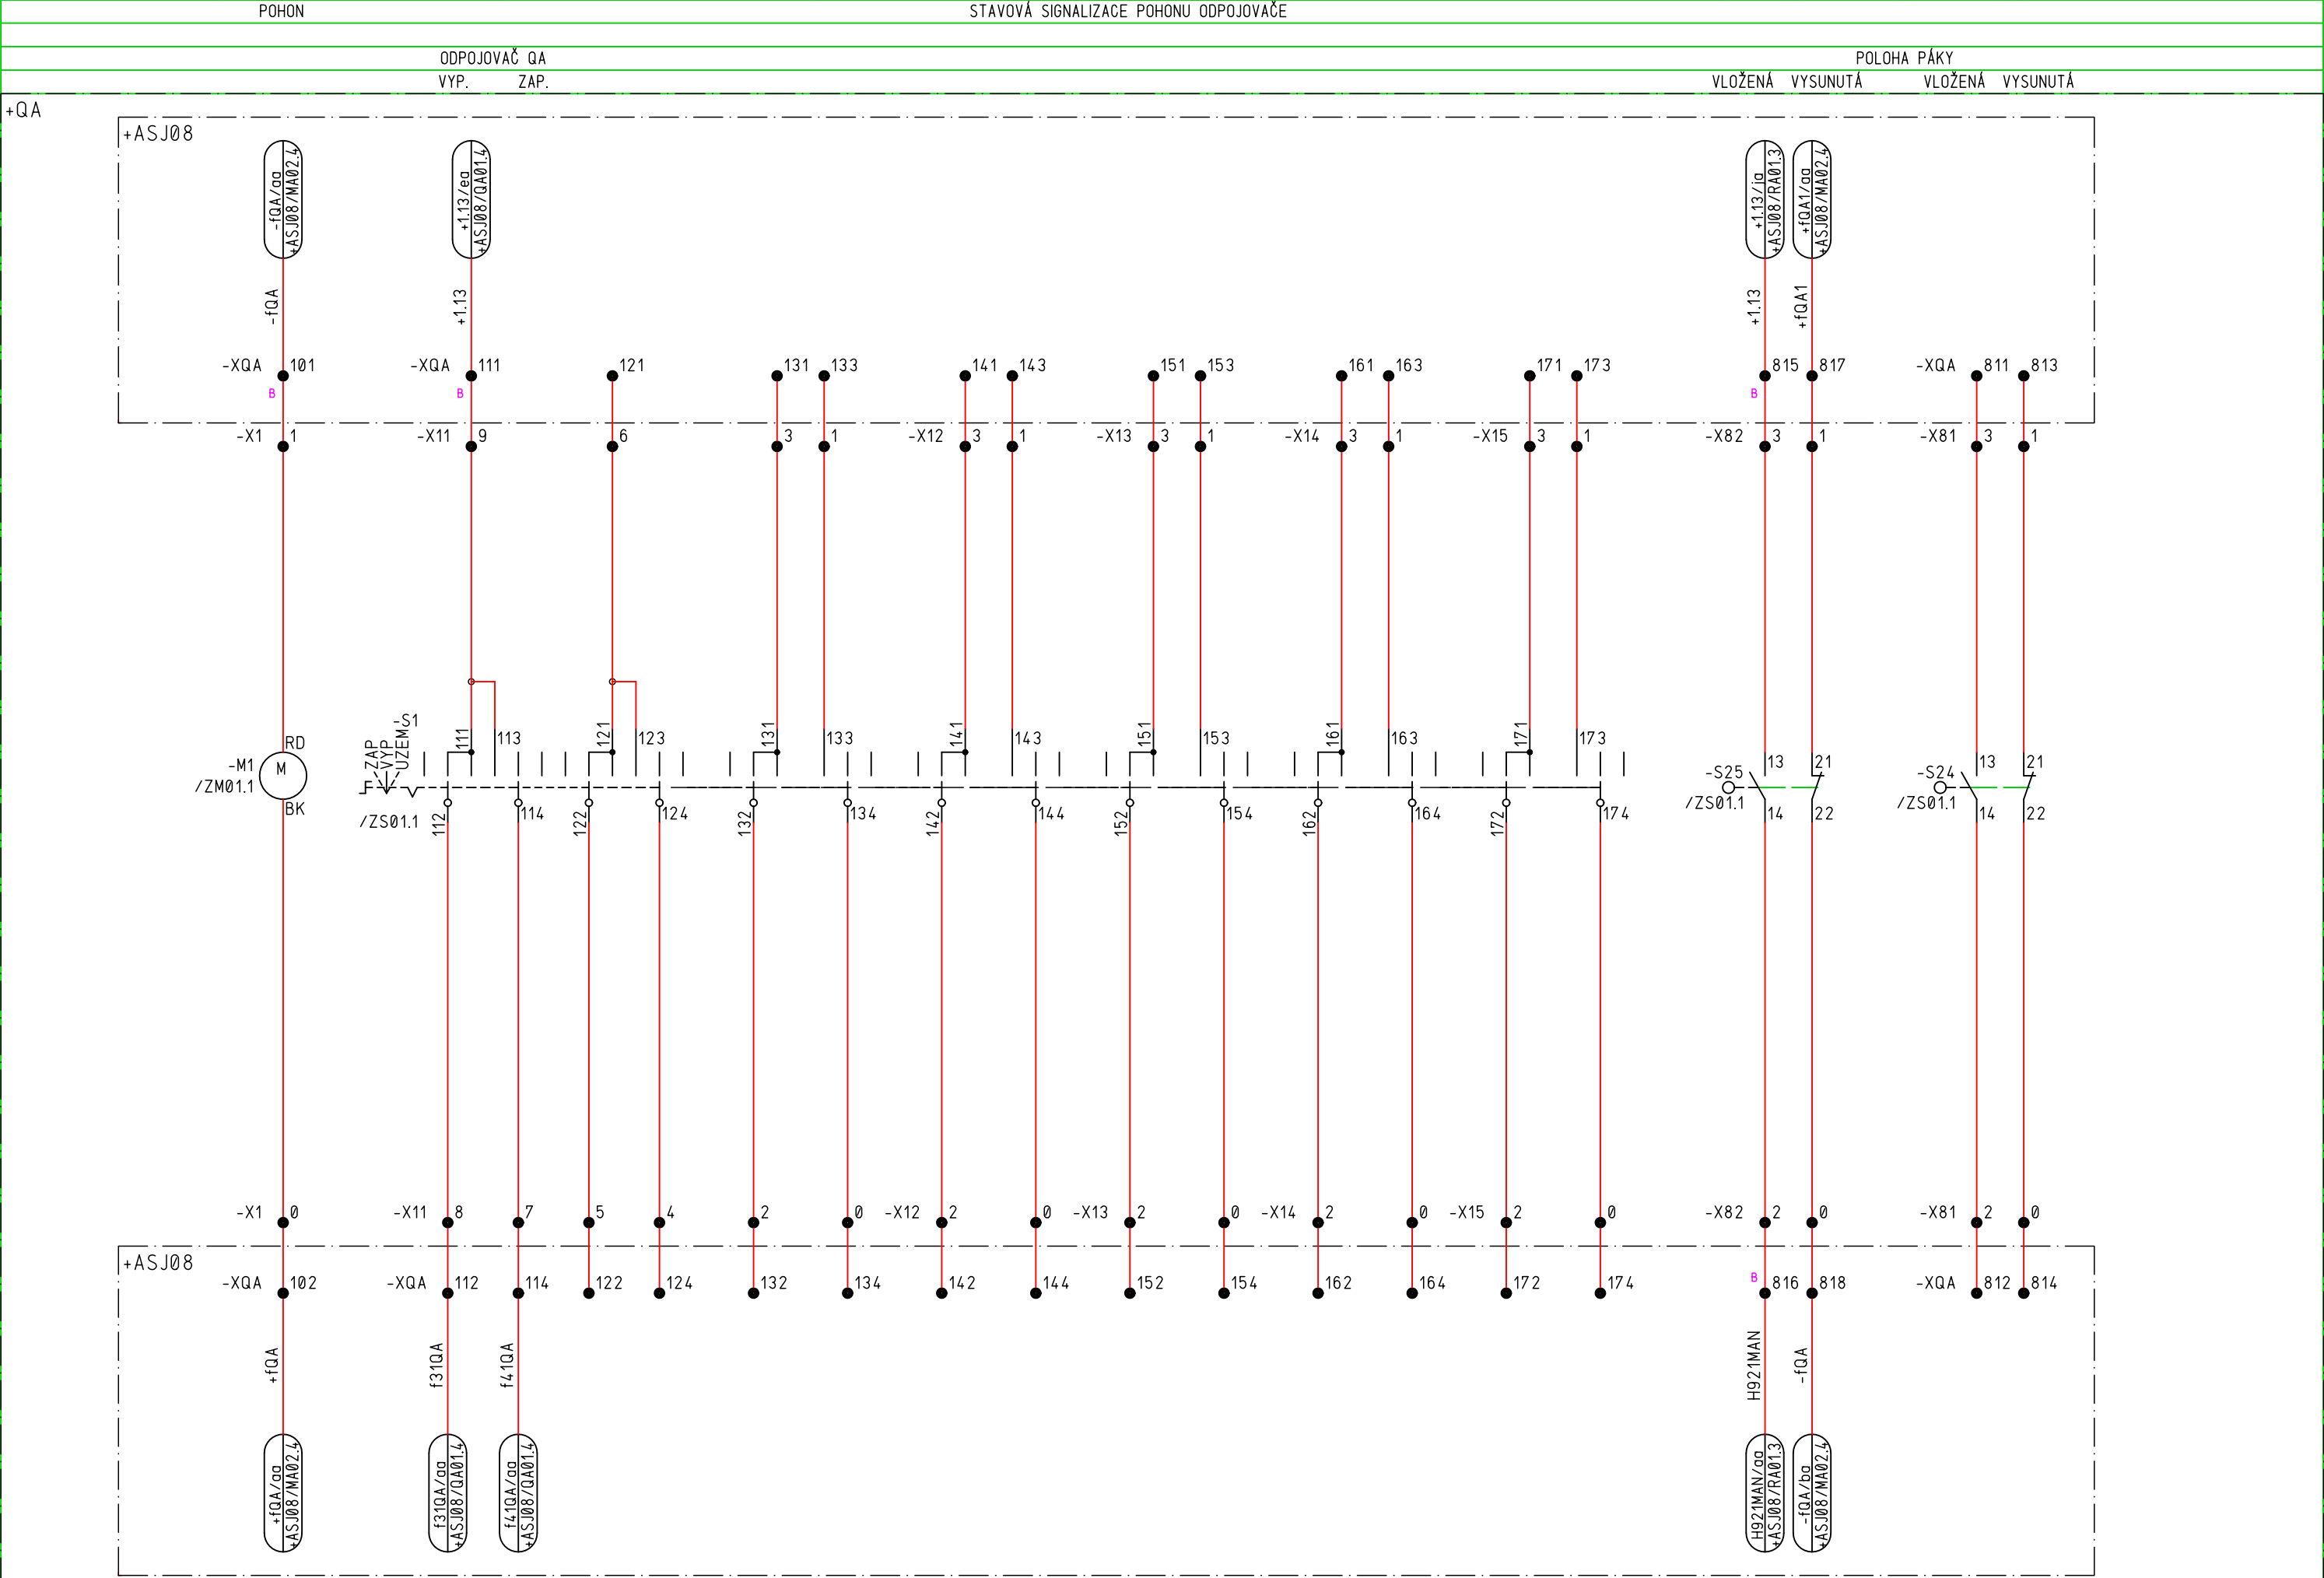 POHON STAVOVÁ SIGNALIZACE POHONU ODPOJOVAČE
ODPOJOVAČ QA POLOHA PÁKY
VYP. ZAP. VLOŽENÁ VYSUNUTÁ VLOŽENÁ VYSUNUTÁ
+QA
+ASJ08
-fQA/aa
+ASJ08/MA02.4
+1.13/ea
+ASJ08/QA01.4
+1.13/ja
+ASJ08/RA01.3
+fQA1/aa
+ASJ08/MA02.4
-fQA +1.13 +1.13 +fQA1
-XQA 101 -XQA 111 121 131 133 141 143 151 153 161 163 171 173 815 817 -XQA 811 813
B B B
-X1 1 -X11 9 6 3 1 -X12 3 1 -X13 3 1 -X14 3 1 -X15 3 1 -X82 3 1 -X81 3 1
-S1
ZAP
VYP
UZEM
RD
-M1
M
/ZM01.1
BK
111 113 121 123 131 133 141 143 151 153 161 163 171 173
-S25 13 21 -S24 13 21
/ZS01.1 14 22 /ZS01.1 14 22
/ZS01.1 112 114 122 124 132 134 142 144 152 154 162 164 172 174
-X1 0 -X11 8 7 5 4 2 0 -X12 2 0 -X13 2 0 -X14 2 0 -X15 2 0 -X82 2 0 -X81 2 0
+ASJ08
B
-XQA 102 -XQA 112 114 122 124 132 134 142 144 152 154 162 164 172 174 816 818 -XQA 812 814
+fQA f31QA f41QA H921MAN -fQA
+fQA/aa
+ASJ08/MA02.4
f31QA/aa
+ASJ08/QA01.4
f41QA/aa
+ASJ08/QA01.4
H921MAN/aa
+ASJ08/RA01.3
-fQA/ba
+ASJ08/MA02.4